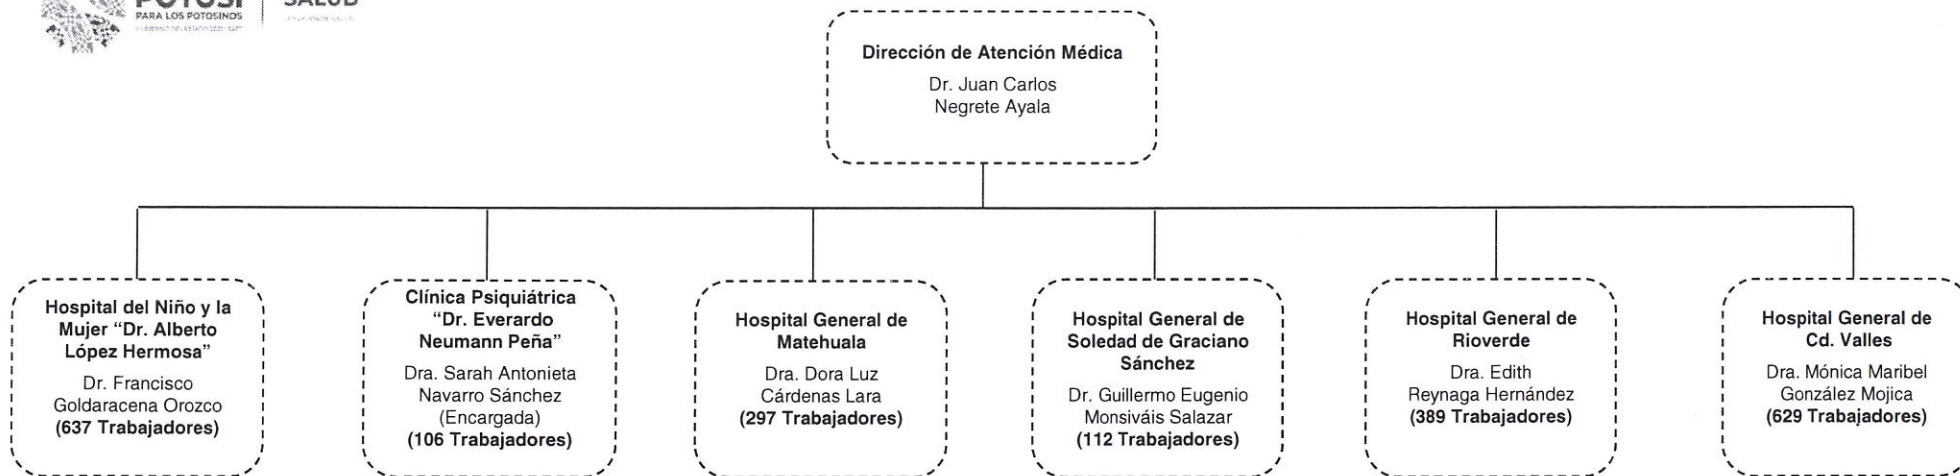 POTOSÍ
PARA LOS POTOSINOS
SALUD
Dirección de Atención Médica
Dr. Juan Carlos
Negrete Ayala
Hospital del Niño y la
Mujer “Dr. Alberto
López Hermosa”
Dr. Francisco
Goldaracena Orozco
(637 Trabajadores)
Clínica Psiquiátrica
“Dr. Everardo
Neumann Peña”
Dra. Sarah Antonieta
Navarro Sánchez
(Encargada)
(106 Trabajadores)
Hospital General de
Matehuala
Dra. Dora Luz
Cárdenas Lara
(297 Trabajadores)
Hospital General de
Soledad de Graciano
Sánchez
Dr. Guillermo Eugenio
Monsiváis Salazar
(112 Trabajadores)
Hospital General de
Rioverde
Dra. Edith
Reynaga Hernández
(389 Trabajadores)
Hospital General de
Cd. Valles
Dra. Mónica Maribel
González Mojica
(629 Trabajadores)